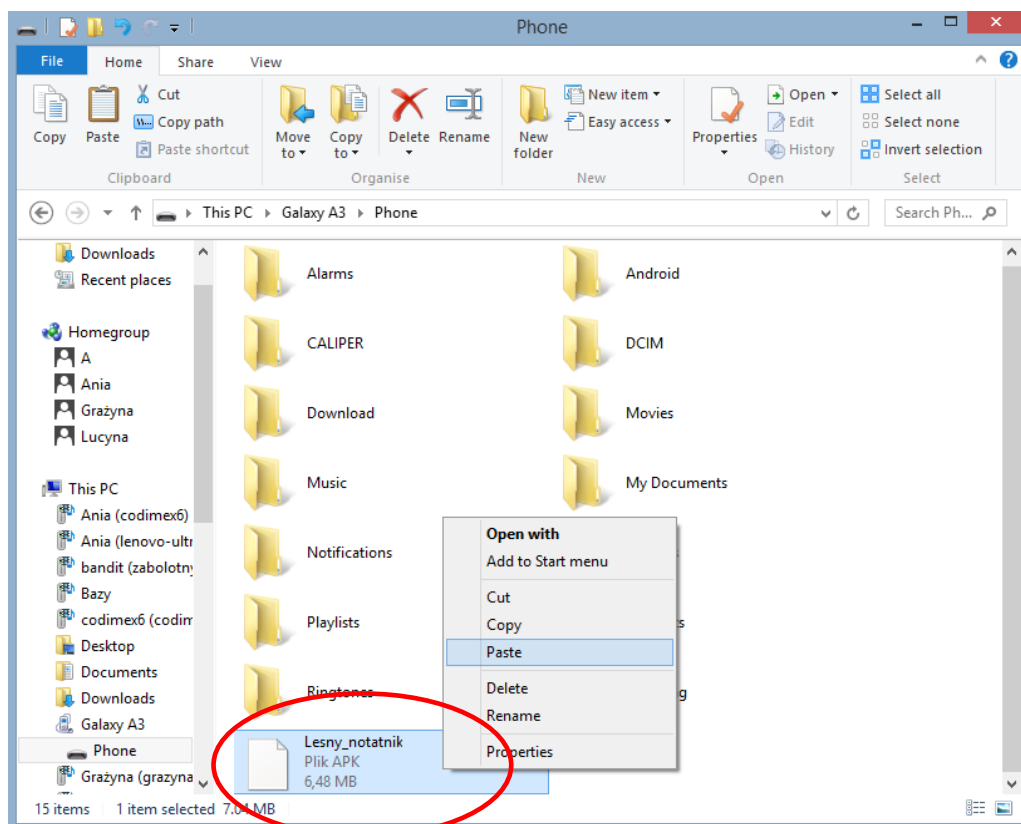 Phone
File Home Share View
Copy
Paste
Cut
Copy path
Paste shortcut
Clipboard
Move to
Copy to
Delete
Rename
Organise
New folder
New item
Easy access
New
Properties
Open
Edit
History
Open
Select all
Select none
Invert selection
Select
This PC Galaxy A3 Phone
Search Ph...
Downloads
Recent places
Homegroup
A
Ania
Grażyna
Lucyna
This PC
Ania (codimex6)
Ania (lenovo-ultr
bandit (zabolotny
Bazy
codimex6 (codim
Desktop
Documents
Downloads
Galaxy A3
Phone
Grażyna (grazyna
Alarms
Android
CALIPER
DCIM
Download
Movies
Music
My Documents
Notifications
Playlists
Ringtones
Lesny_notatnik
Plik APK
6,48 MB
Open with
Add to Start menu
Cut
Copy
Paste
Delete
Rename
Properties
15 items 1 item selected 7.04 MB